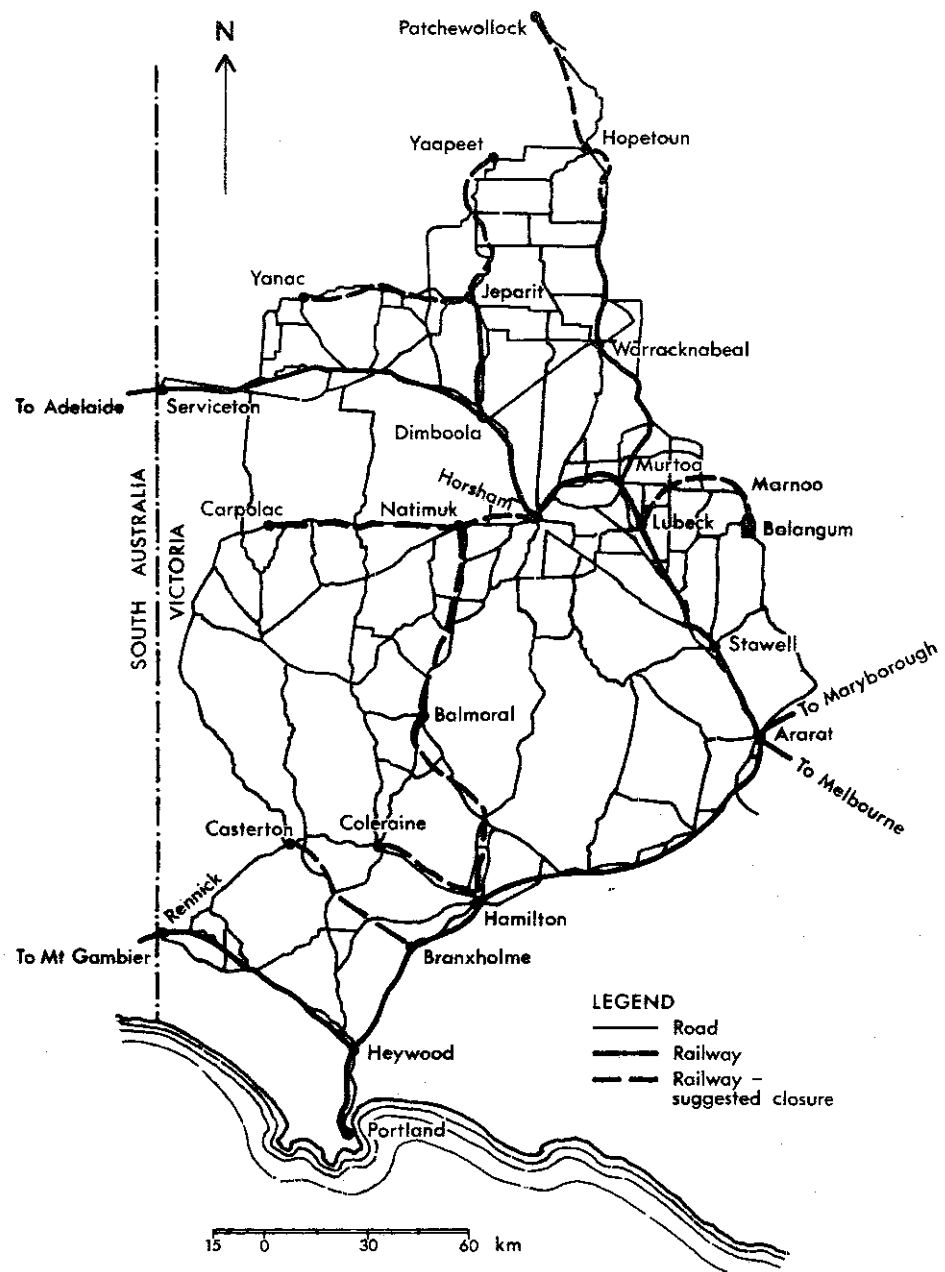 Patchewollock
N
Hopetoun
Yaapeet
Yanac
Jeparit
Warracknabeal
To Adelaide
Serviceton
Dimboola
Murtoa
Horsham
Marnoo
Carpolac
Natimuk
Lubeck
Bolangum
SOUTH AUSTRALIA
VICTORIA
Stawell
To Maryborough
Balmoral
Ararat
To Melbourne
Casterton
Coleraine
Rennick
Hamilton
To Mt Gambier
Branxholme
LEGEND
Road
Railway
Railway –
suggested closure
Heywood
Portland
15 0 30 60 km